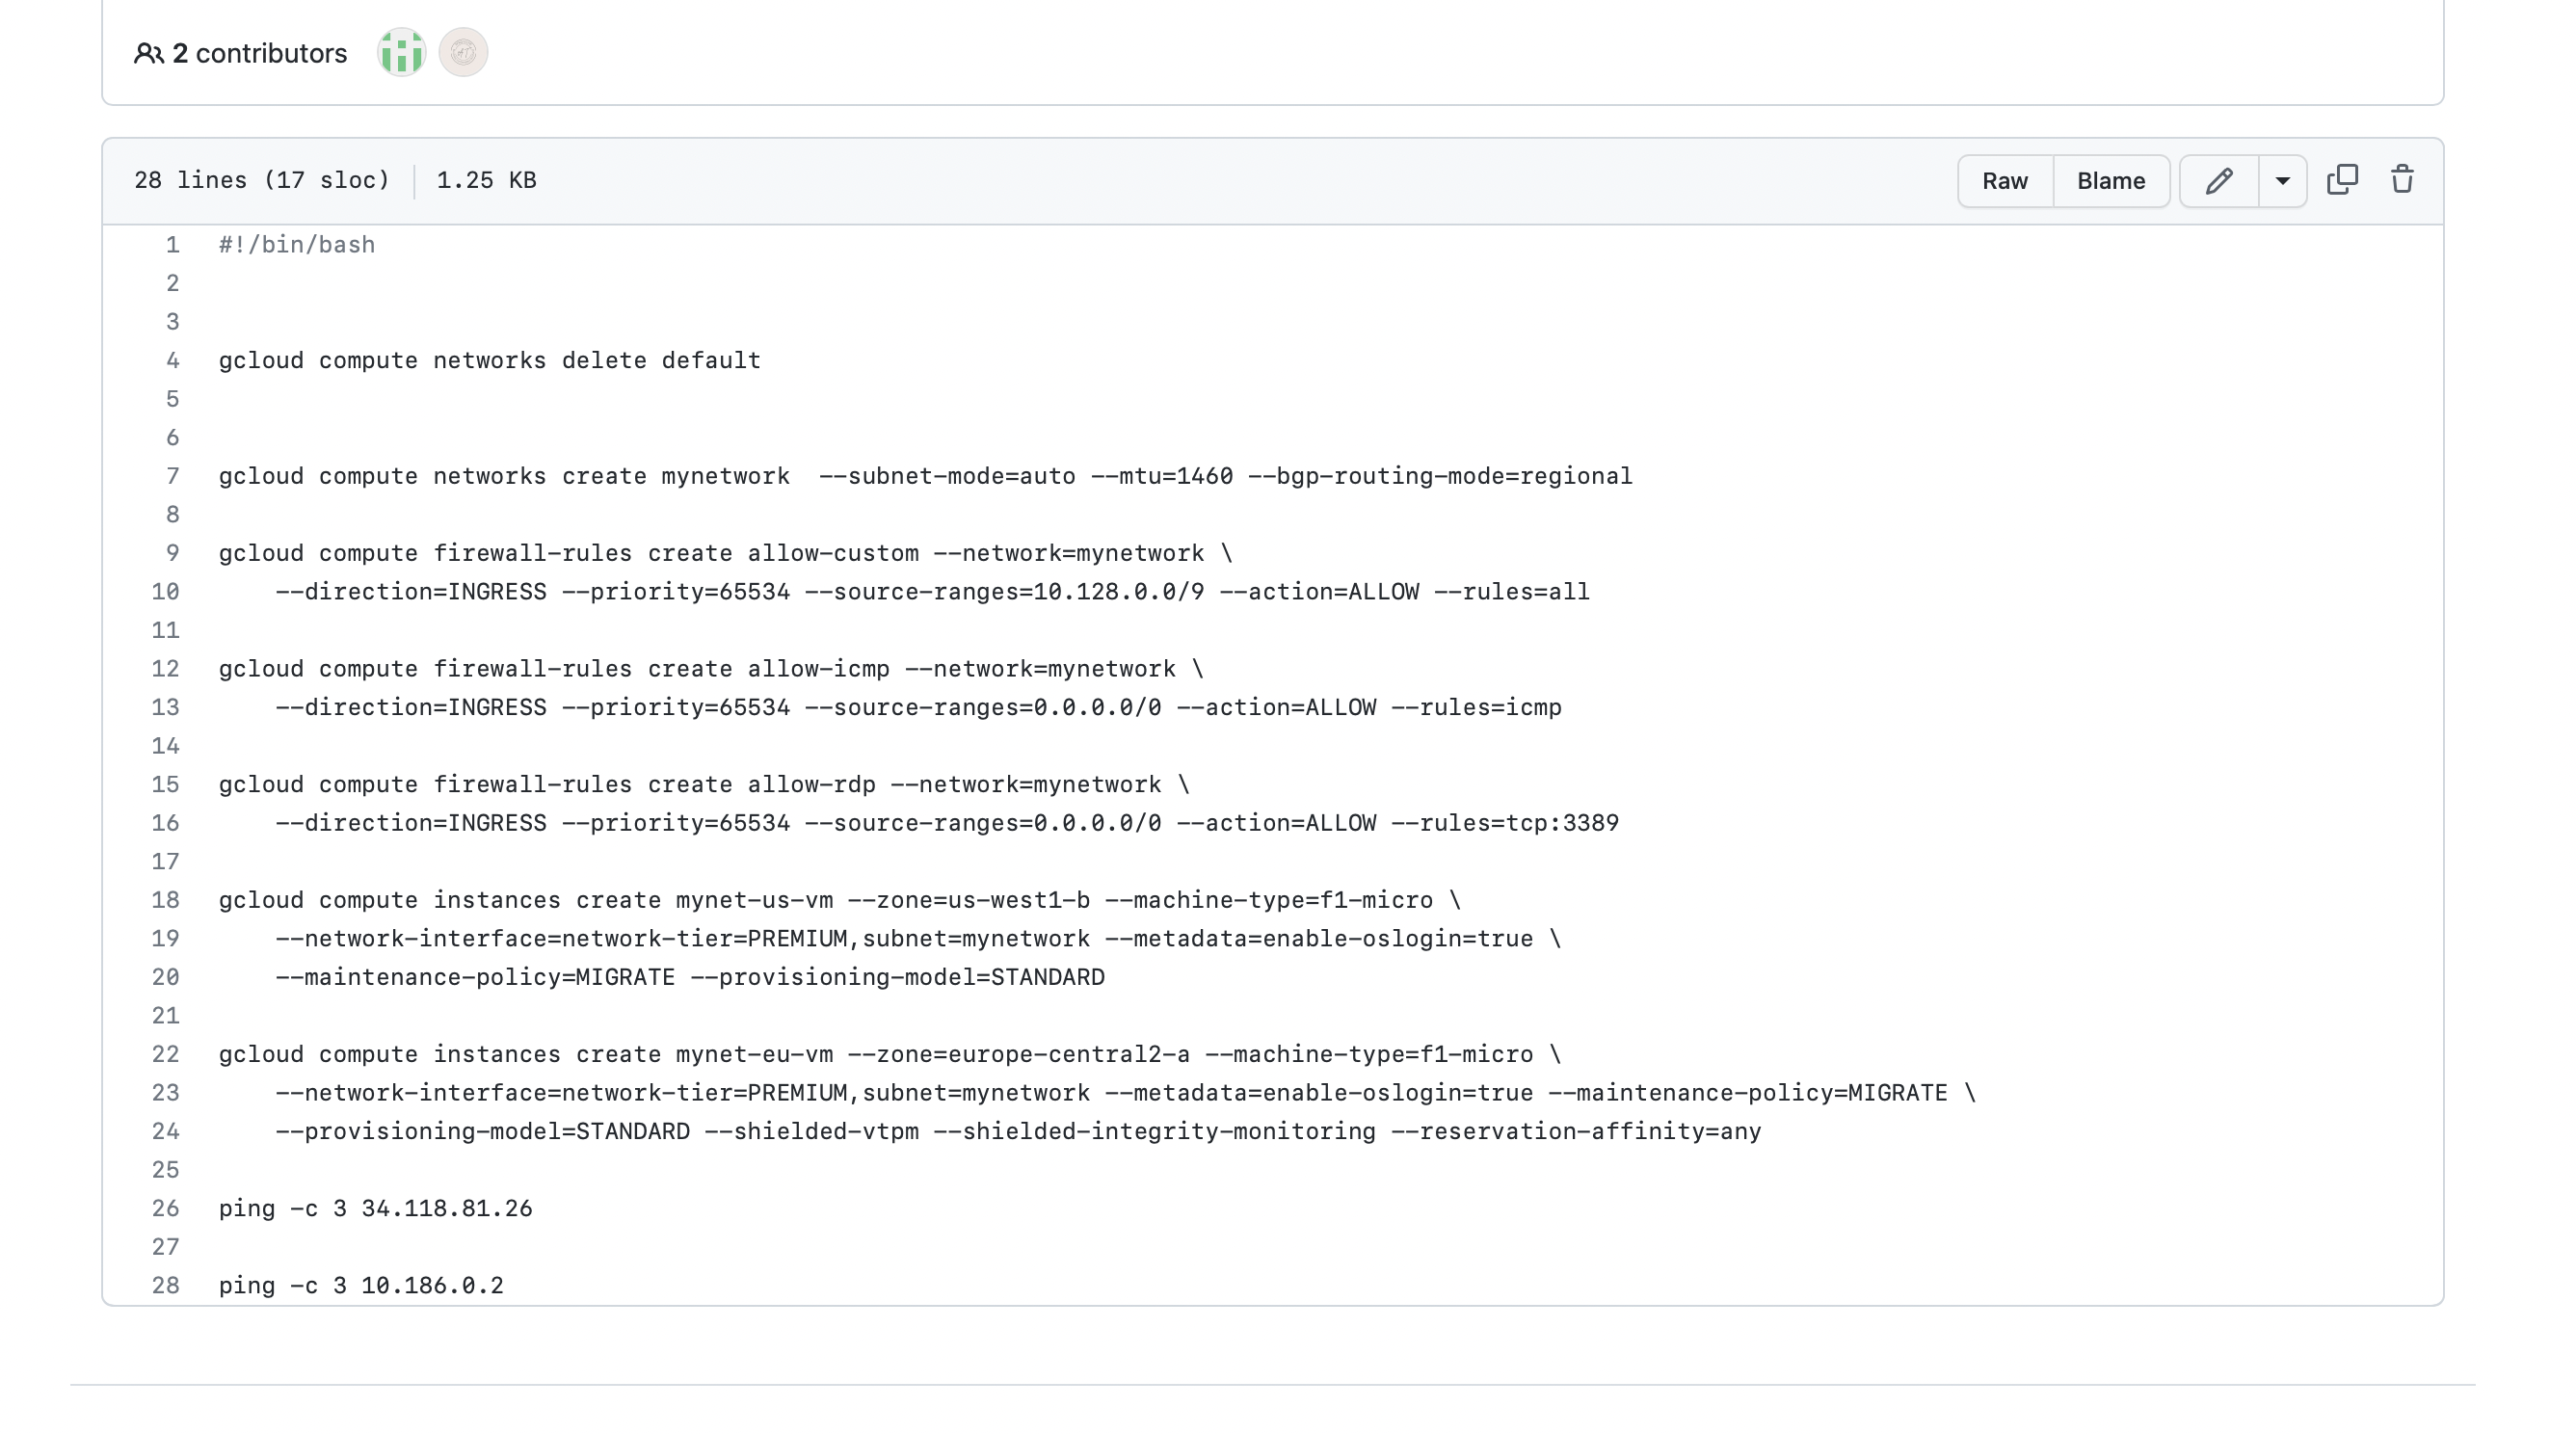 2 contributors
28 lines (17 sloc) 1.25 KB Raw Blame
1 #!/bin/bash
2
3
4 gcloud compute networks delete default
5
6
7 gcloud compute networks create mynetwork  --subnet-mode=auto --mtu=1460 --bgp-routing-mode=regional
8
9 gcloud compute firewall-rules create allow-custom --network=mynetwork \
10     --direction=INGRESS --priority=65534 --source-ranges=10.128.0.0/9 --action=ALLOW --rules=all
11
12 gcloud compute firewall-rules create allow-icmp --network=mynetwork \
13     --direction=INGRESS --priority=65534 --source-ranges=0.0.0.0/0 --action=ALLOW --rules=icmp
14
15 gcloud compute firewall-rules create allow-rdp --network=mynetwork \
16     --direction=INGRESS --priority=65534 --source-ranges=0.0.0.0/0 --action=ALLOW --rules=tcp:3389
17
18 gcloud compute instances create mynet-us-vm --zone=us-west1-b --machine-type=f1-micro \
19     --network-interface=network-tier=PREMIUM,subnet=mynetwork --metadata=enable-oslogin=true \
20     --maintenance-policy=MIGRATE --provisioning-model=STANDARD
21
22 gcloud compute instances create mynet-eu-vm --zone=europe-central2-a --machine-type=f1-micro \
23     --network-interface=network-tier=PREMIUM,subnet=mynetwork --metadata=enable-oslogin=true --maintenance-policy=MIGRATE \
24     --provisioning-model=STANDARD --shielded-vtpm --shielded-integrity-monitoring --reservation-affinity=any
25
26 ping -c 3 34.118.81.26
27
28 ping -c 3 10.186.0.2